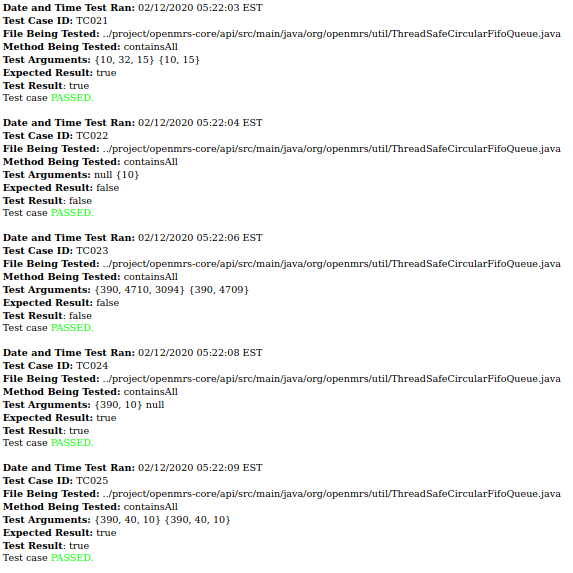 Date and Time Test Ran: 02/12/2020 05:22:03 EST
Test Case ID: TC021
File Being Tested: ../project/openmrs-core/api/src/main/java/org/openmrs/util/ThreadSafeCircularFifoQueue.java
Method Being Tested: containsAll
Test Arguments: {10, 32, 15} {10, 15}
Expected Result: true
Test Result: true
Test case PASSED.
Date and Time Test Ran: 02/12/2020 05:22:04 EST
Test Case ID: TC022
File Being Tested: ../project/openmrs-core/api/src/main/java/org/openmrs/util/ThreadSafeCircularFifoQueue.java
Method Being Tested: containsAll
Test Arguments: null {10}
Expected Result: false
Test Result: false
Test case PASSED.
Date and Time Test Ran: 02/12/2020 05:22:06 EST
Test Case ID: TC023
File Being Tested: ../project/openmrs-core/api/src/main/java/org/openmrs/util/ThreadSafeCircularFifoQueue.java
Method Being Tested: containsAll
Test Arguments: {390, 4710, 3094} {390, 4709}
Expected Result: false
Test Result: false
Test case PASSED.
Date and Time Test Ran: 02/12/2020 05:22:08 EST
Test Case ID: TC024
File Being Tested: ../project/openmrs-core/api/src/main/java/org/openmrs/util/ThreadSafeCircularFifoQueue.java
Method Being Tested: containsAll
Test Arguments: {390, 10} null
Expected Result: true
Test Result: true
Test case PASSED.
Date and Time Test Ran: 02/12/2020 05:22:09 EST
Test Case ID: TC025
File Being Tested: ../project/openmrs-core/api/src/main/java/org/openmrs/util/ThreadSafeCircularFifoQueue.java
Method Being Tested: containsAll
Test Arguments: {390, 40, 10} {390, 40, 10}
Expected Result: true
Test Result: true
Test case PASSED.